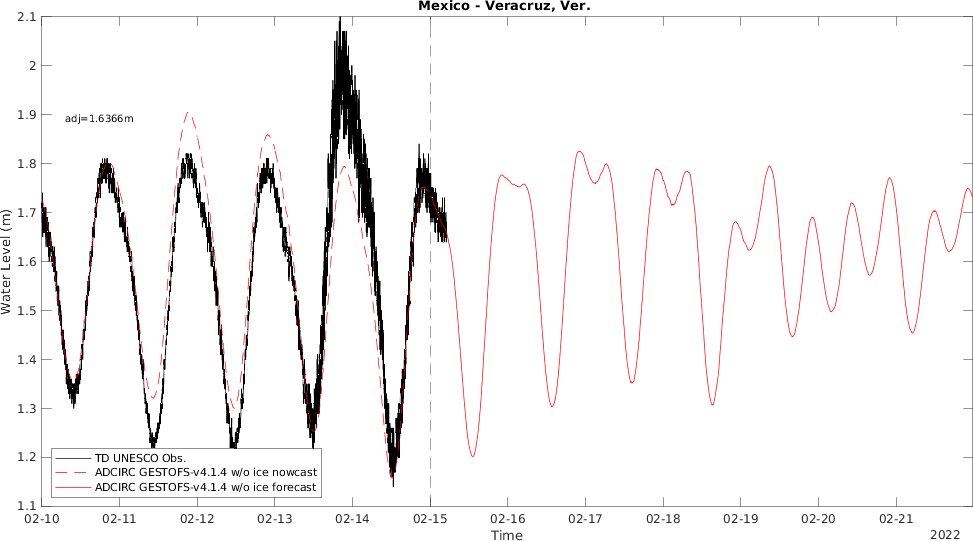 Mexico - Veracruz, Ver.
2.1
2
1.9
1.8
1.7
1.6
1.5
1.4
1.3
1.2
1.1
Water Level (m)
adj=1.6366m
TD UNESCO Obs.
ADCIRC GESTOFS-v4.1.4 w/o ice nowcast
ADCIRC GESTOFS-v4.1.4 w/o ice forecast
02-10 02-11 02-12 02-13 02-14 02-15 02-16 02-17 02-18 02-19 02-20 02-21
Time
2022